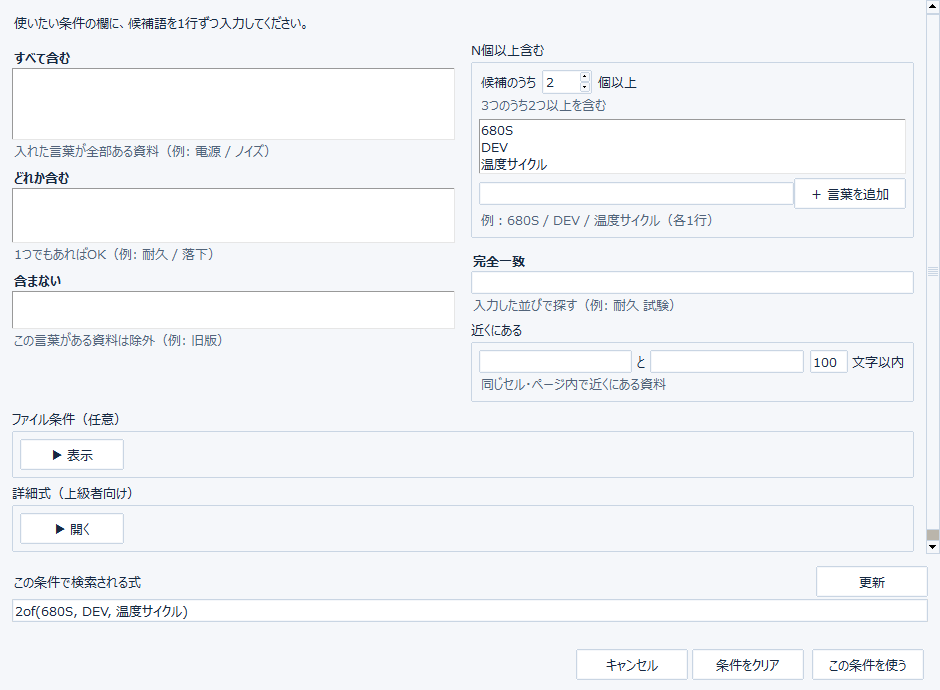 使いたい条件の欄に、候補語を1行ずつ入力してください。
すべて含む
入れた言葉が全部ある資料（例: 電源 / ノイズ）
どれか含む
1つでもあればOK（例: 耐久 / 落下）
含まない
この言葉がある資料は除外（例: 旧版）
N個以上含む
候補のうち 2 個以上
3つのうち2つ以上を含む
680S
DEV
温度サイクル
＋ 言葉を追加
例：680S / DEV / 温度サイクル（各1行）
完全一致
入力した並びで探す（例: 耐久 試験）
近くにある
と 100 文字以内
同じセル・ページ内で近くにある資料
ファイル条件（任意）
▶ 表示
詳細式（上級者向け）
▶ 開く
この条件で検索される式
更新
2of(680S, DEV, 温度サイクル)
キャンセル 条件をクリア この条件を使う